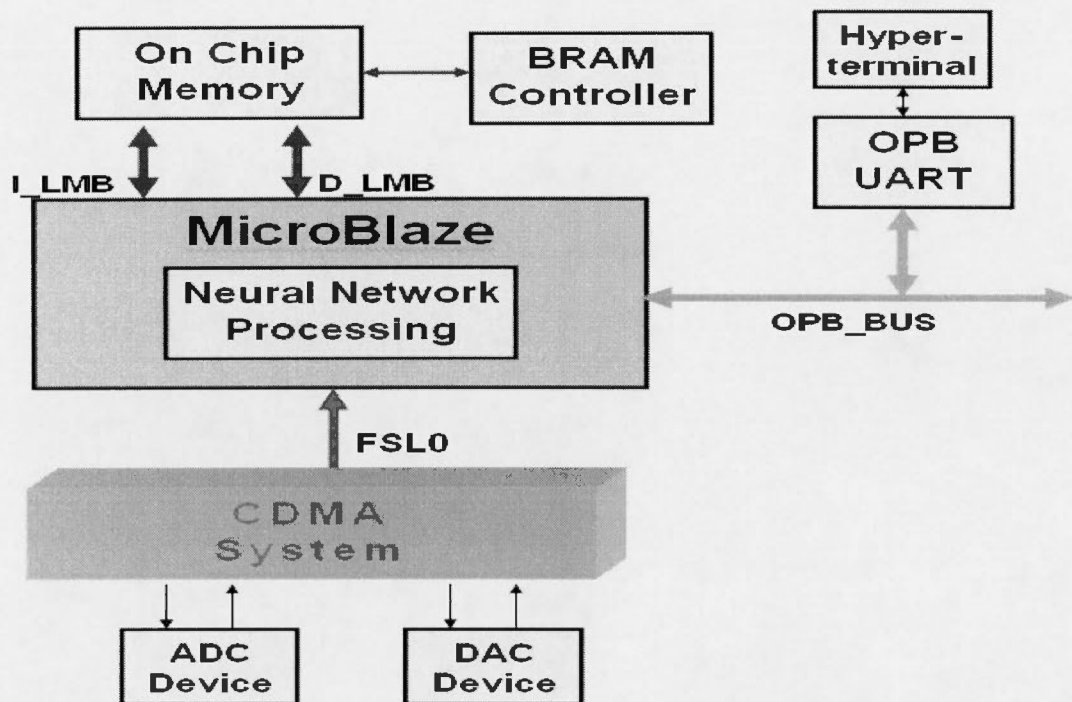 On Chip
Memory
BRAM
Controller
Hyper-
terminal
OPB
UART
I_LMB
D_LMB
MicroBlaze
Neural Network
Processing
OPB_BUS
FSL0
CDMA
System
ADC
Device
DAC
Device